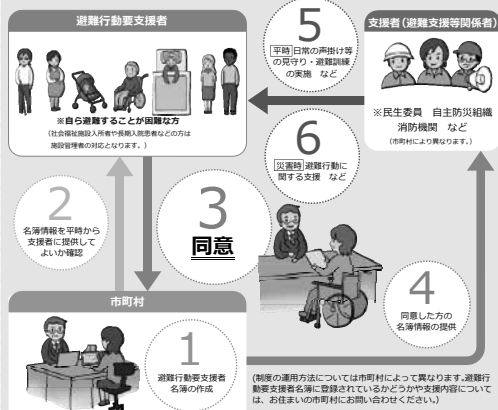 避難行動要支援者
※自ら避難することが困難な方
(社会福祉施設入所者や長期入院患者などの方は
施設管理者の対応となります。)
5
平時 日常の声掛け等
の見守り・避難訓練
の実施 など
支援者(避難支援等関係者)
※民生委員 自主防災組織
消防機関 など
(市町村により異なります。)
6
災害時 避難行動に
関する支援 など
2
名簿情報を平時から
支援者に提供して
よいか確認
3
同意
4
同意した方の
名簿情報の提供
市町村
1
避難行動要支援者
名簿の作成
(制度の運用方法については市町村によって異なります。避難行
動要支援者名簿に登録されているかどうかや支援内容について
は、お住まいの市町村にお問い合わせください。)